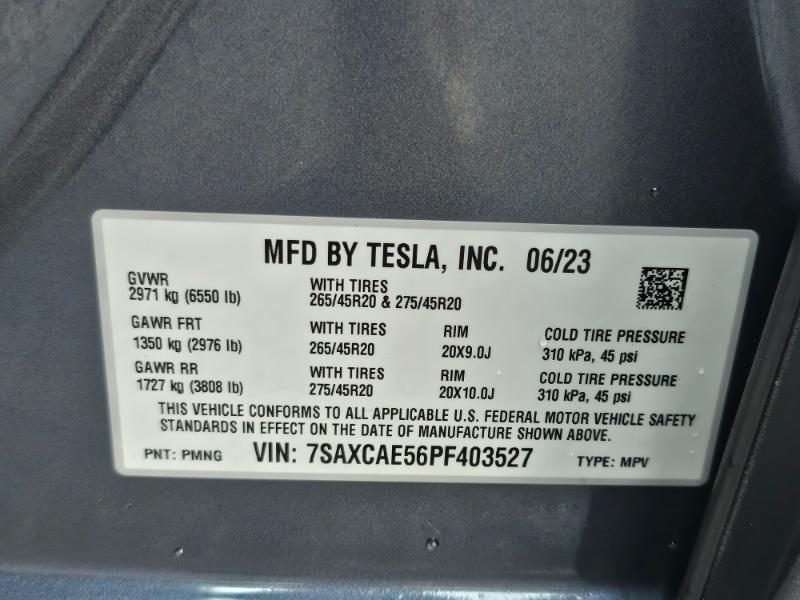 MFD BY TESLA, INC. 06/23
GVWR
2971 kg (6550 lb)
WITH TIRES
265/45R20 & 275/45R20
GAWR FRT
1350 kg (2976 lb)
WITH TIRES
265/45R20
RIM
20X9.0J
COLD TIRE PRESSURE
310 kPa, 45 psi
GAWR RR
1727 kg (3808 lb)
WITH TIRES
275/45R20
RIM
20X10.0J
COLD TIRE PRESSURE
310 kPa, 45 psi
THIS VEHICLE CONFORMS TO ALL APPLICABLE U.S. FEDERAL MOTOR VEHICLE SAFETY
STANDARDS IN EFFECT ON THE DATE OF MANUFACTURE SHOWN ABOVE.
PNT: PMNG VIN: 7SAXCAE56PF403527 TYPE: MPV